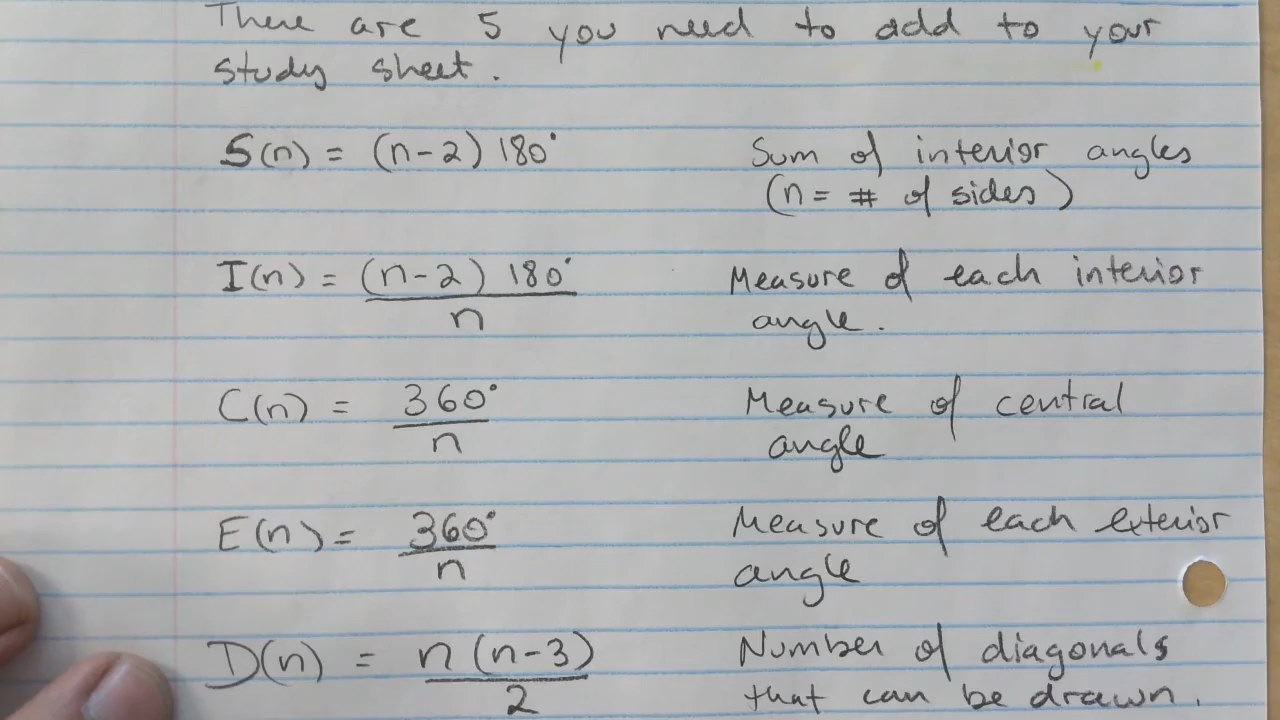 There are 5 you need to add to your
study sheet.
S(n) = (n-2) 180° Sum of interior angles
(n = # of sides)
I(n) = (n-2) 180° Measure of each interior
n angle.
C(n) = 360° Measure of central
n angle
E(n) = 360° Measure of each exterior
n angle
D(n) = n(n-3) Number of diagonals
2 that can be drawn.